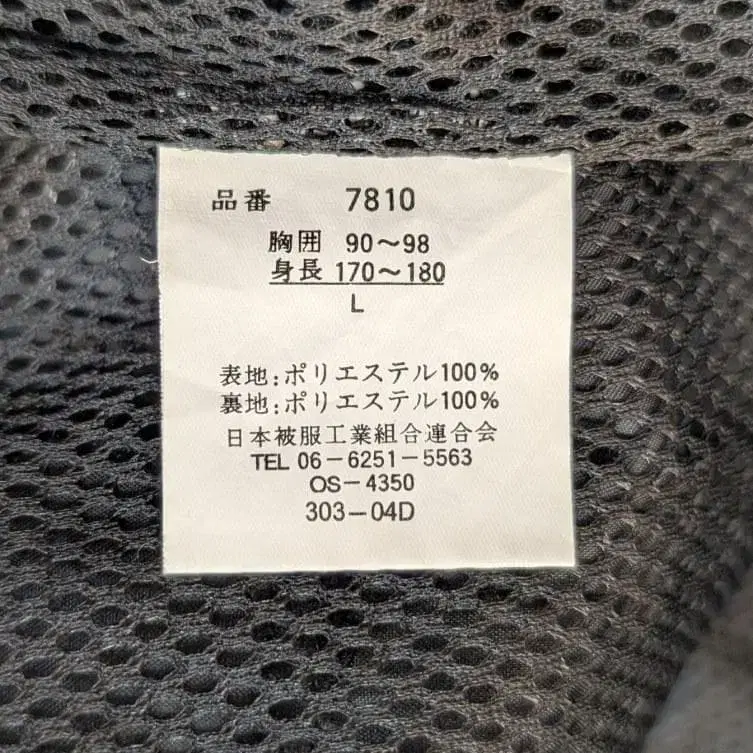 品番 7810
胸囲 90～98
身長 170～180
L
表地:ポリエステル100%
裏地:ポリエステル100%
日本被服工業組合連合会
TEL 06-6251-5563
OS-4350
303-04D